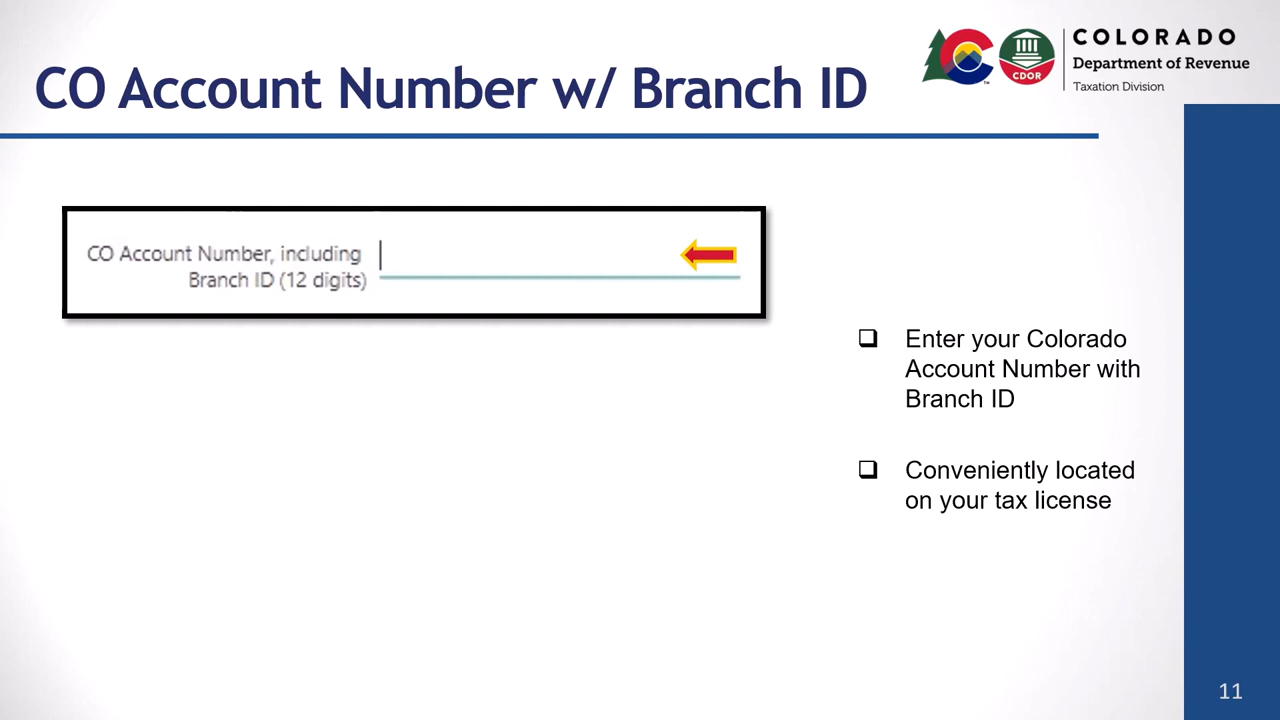 CO Account Number w/ Branch ID
CDOR
TM
COLORADO
Department of Revenue
Taxation Division
CO Account Number, including
Branch ID (12 digits)
❑ Enter your Colorado
Account Number with
Branch ID
❑ Conveniently located
on your tax license
11